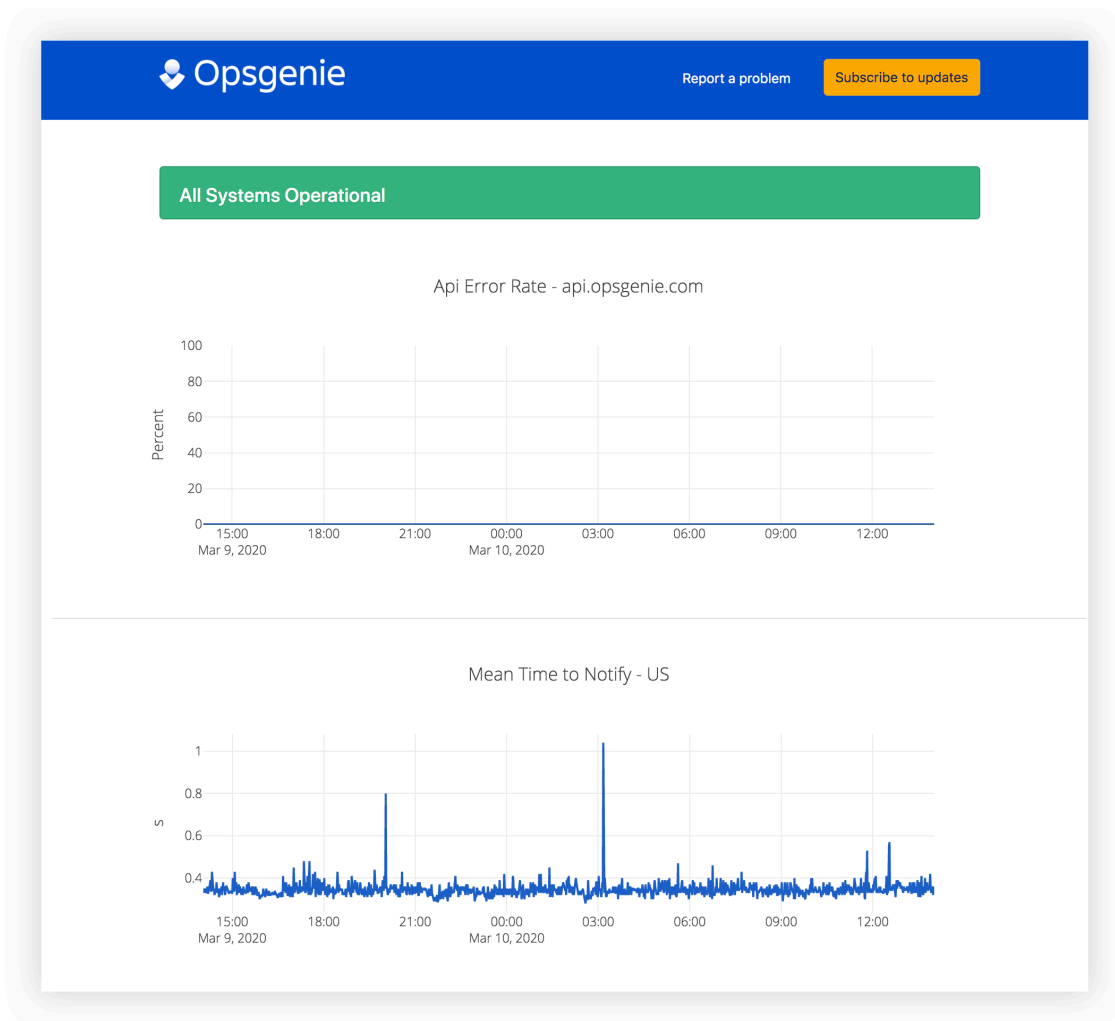 Opsgenie
Report a problem
Subscribe to updates
All Systems Operational
Api Error Rate - api.opsgenie.com
100
80
60
40
20
0
Percent
15:00 18:00 21:00 00:00 03:00 06:00 09:00 12:00
Mar 9, 2020 Mar 10, 2020
Mean Time to Notify - US
1
0.8
0.6
0.4
s
15:00 18:00 21:00 00:00 03:00 06:00 09:00 12:00
Mar 9, 2020 Mar 10, 2020